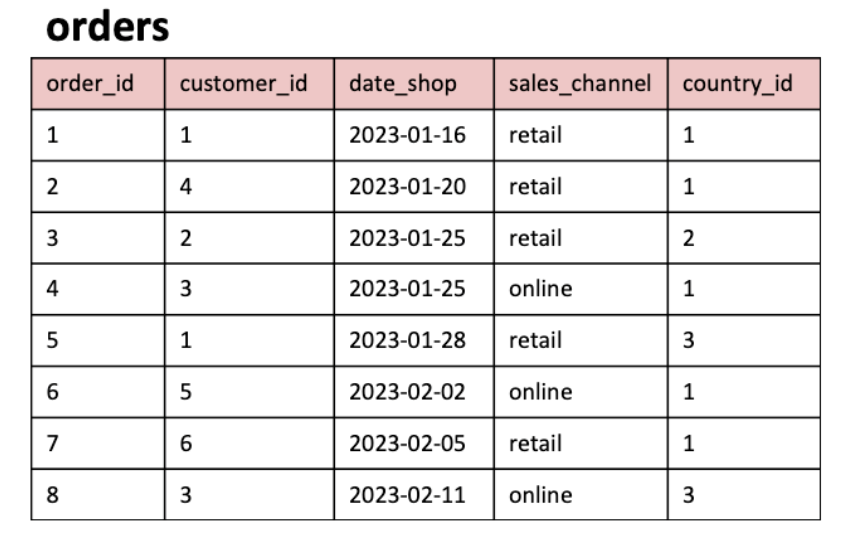 orders
order_id customer_id date_shop sales_channel country_id
1 1 2023-01-16 retail 1
2 4 2023-01-20 retail 1
3 2 2023-01-25 retail 2
4 3 2023-01-25 online 1
5 1 2023-01-28 retail 3
6 5 2023-02-02 online 1
7 6 2023-02-05 retail 1
8 3 2023-02-11 online 3